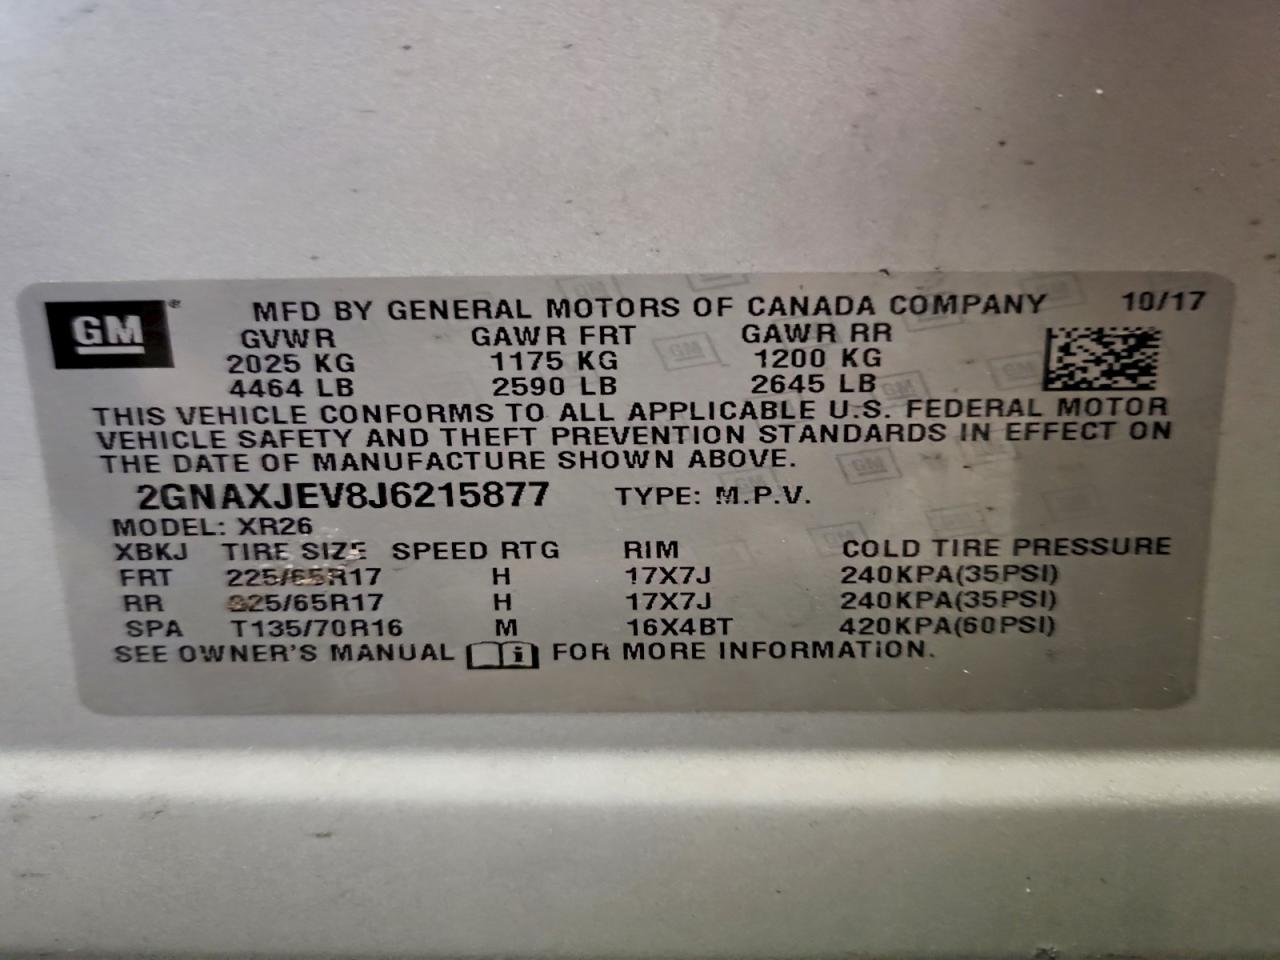 GM ® MFD BY GENERAL MOTORS OF CANADA COMPANY 10/17
GVWR GAWR FRT GAWR RR
2025 KG 1175 KG 1200 KG
4464 LB 2590 LB 2645 LB
THIS VEHICLE CONFORMS TO ALL APPLICABLE U.S. FEDERAL MOTOR
VEHICLE SAFETY AND THEFT PREVENTION STANDARDS IN EFFECT ON
THE DATE OF MANUFACTURE SHOWN ABOVE.
2GNAXJEV8J6215877 TYPE: M.P.V.
MODEL: XR26
XBKJ TIRE SIZE SPEED RTG RIM COLD TIRE PRESSURE
FRT 225/65R17 H 17X7J 240KPA(35PSI)
RR 225/65R17 H 17X7J 240KPA(35PSI)
SPA T135/70R16 M 16X4BT 420KPA(60PSI)
SEE OWNER'S MANUAL i FOR MORE INFORMATION.